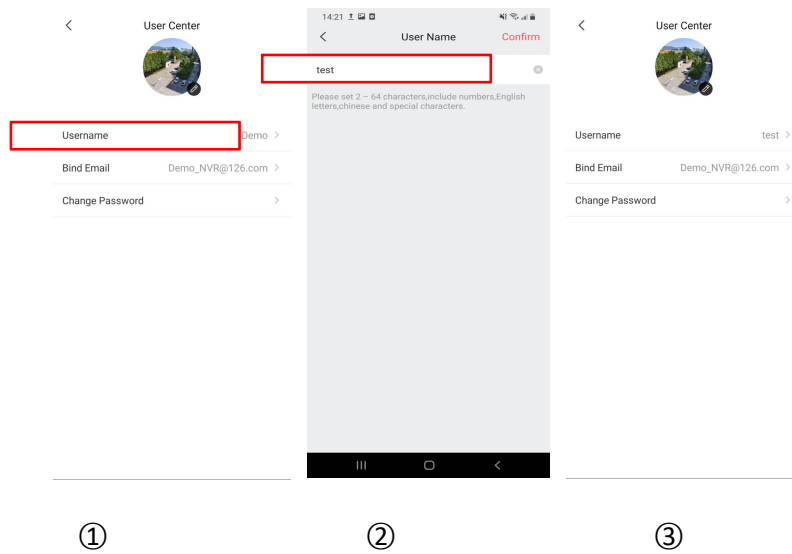 User Center
Username Demo
Bind Email Demo_NVR@126.com
Change Password
14:21
User Name Confirm
test
Please set 2 – 64 characters,include numbers,English
letters,chinese and special characters.
User Center
Username test
Bind Email Demo_NVR@126.com
Change Password
① ② ③